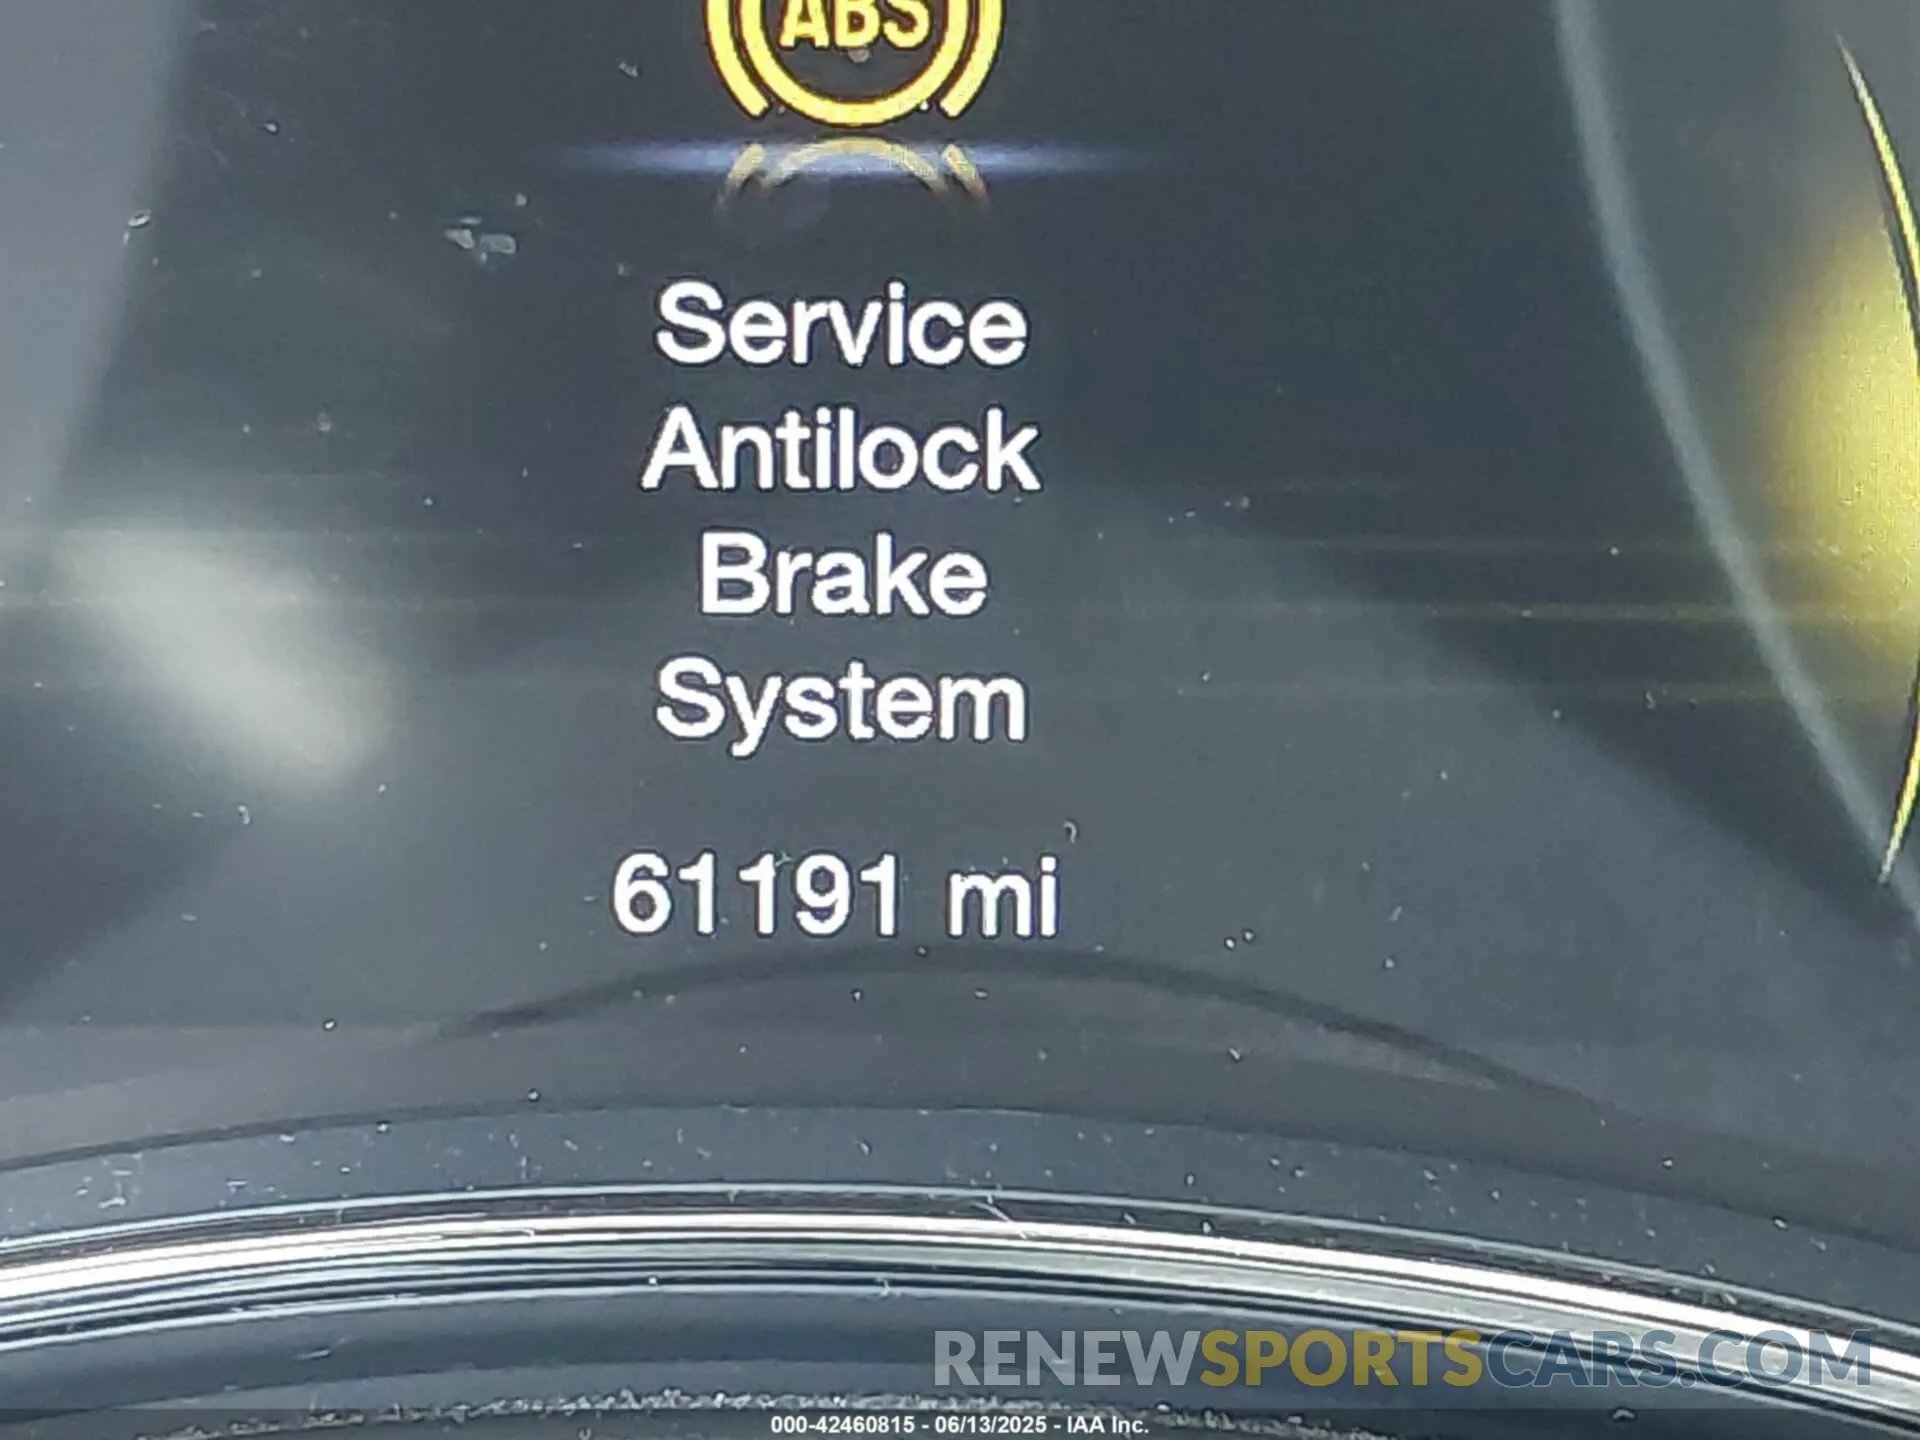 ABS
Service
Antilock
Brake
System
61191 mi
RENEWSPORTSCARS.COM
000-42460815 - 06/13/2025 - IAA Inc.